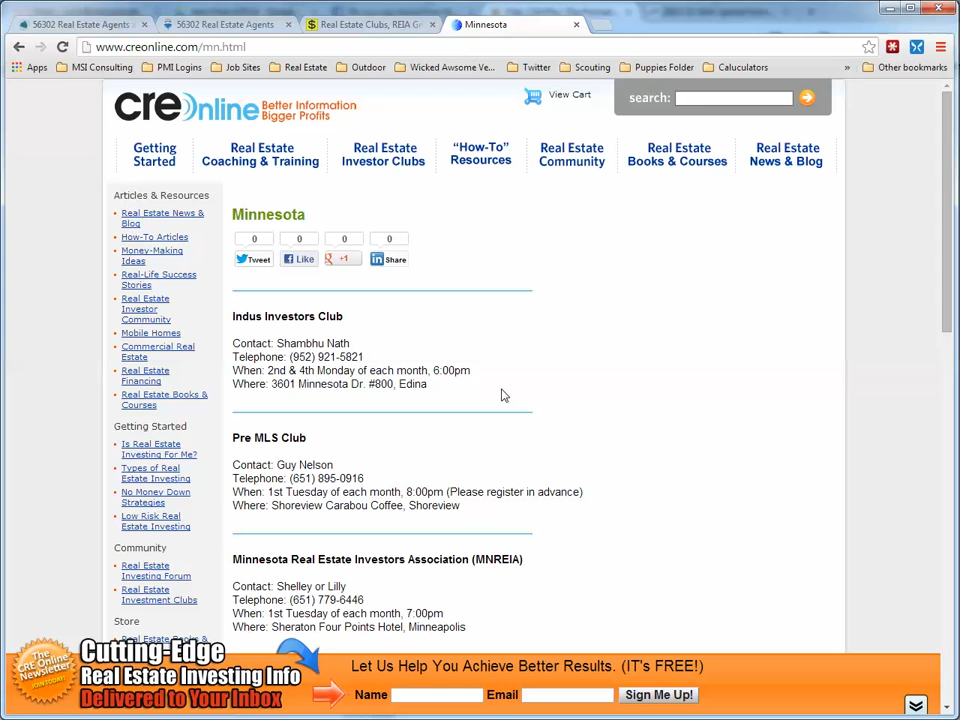 56302 Real Estate Agents
56302 Real Estate Agents
Real Estate Clubs, REIA G
Minnesota
www.creonline.com/mn.html
Apps
MSI Consulting
PMI Logins
Job Sites
Real Estate
Outdoor
Wicked Awsome Ve...
Twitter
Scouting
Puppies Folder
Caluculators
»
Other bookmarks
creOnline
Better Information
Bigger Profits
View Cart
search:
Getting
Started
Real Estate
Coaching & Training
Real Estate
Investor Clubs
“How-To”
Resources
Real Estate
Community
Real Estate
Books & Courses
Real Estate
News & Blog
Articles & Resources
Real Estate News &
Blog
How-To Articles
Money-Making
Ideas
Real-Life Success
Stories
Real Estate
Investor
Community
Mobile Homes
Commercial Real
Estate
Real Estate
Financing
Real Estate Books &
Courses
Getting Started
Is Real Estate
Investing For Me?
Types of Real
Estate Investing
No Money Down
Strategies
Low Risk Real
Estate Investing
Community
Real Estate
Investing Forum
Real Estate
Investment Clubs
Store
Real Estate Books &
Minnesota
0 0 0 0
Tweet Like +1 Share
Indus Investors Club
Contact: Shambhu Nath
Telephone: (952) 921-5821
When: 2nd & 4th Monday of each month, 6:00pm
Where: 3601 Minnesota Dr. #800, Edina
Pre MLS Club
Contact: Guy Nelson
Telephone: (651) 895-0916
When: 1st Tuesday of each month, 8:00pm (Please register in advance)
Where: Shoreview Carabou Coffee, Shoreview
Minnesota Real Estate Investors Association (MNREIA)
Contact: Shelley or Lilly
Telephone: (651) 779-6446
When: 1st Tuesday of each month, 7:00pm
Where: Sheraton Four Points Hotel, Minneapolis
The CRE Online
Newsletter
JOIN TODAY!
Cutting-Edge
Real Estate Investing Info
Delivered to Your Inbox
Let Us Help You Achieve Better Results. (IT's FREE!)
Name
Email
Sign Me Up!